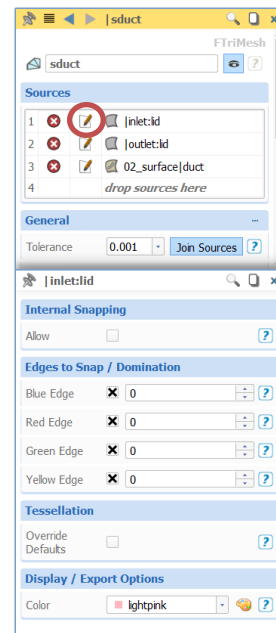 |sduct
FTriMesh
sduct
?
Sources
1 |inlet:lid
2 |outlet:lid
3 02_surface|duct
4 drop sources here
General ...
Tolerance 0.001 Join Sources ?
|inlet:lid
Internal Snapping
Allow ?
Edges to Snap / Domination
Blue Edge 0 ?
Red Edge 0 ?
Green Edge 0 ?
Yellow Edge 0 ?
Tessellation
Override
Defaults ?
Display / Export Options
Color lightpink ?